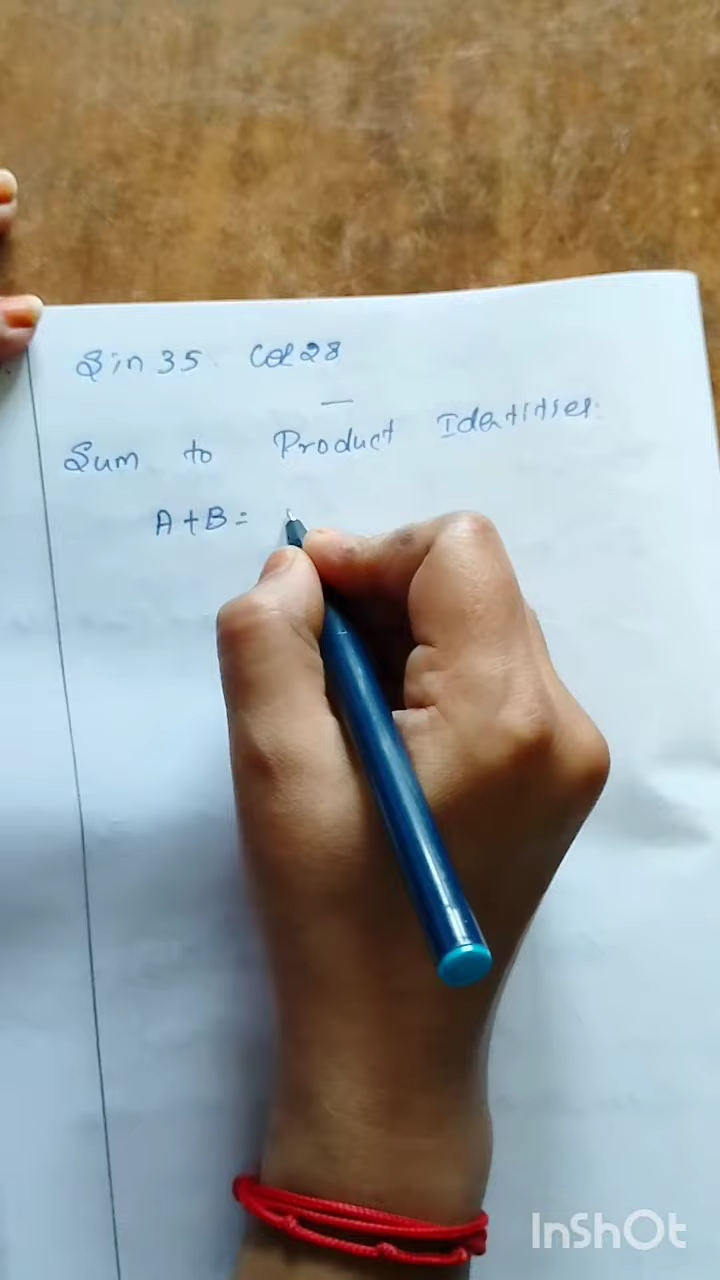 Sin 35. Cos 28
Sum to Product Identities.
A + B =
InShOt